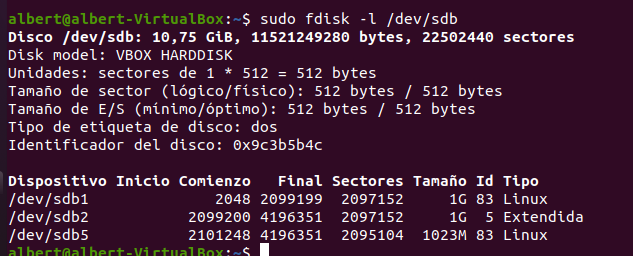 albert@albert-VirtualBox:~$ sudo fdisk -l /dev/sdb
Disco /dev/sdb: 10,75 GiB, 11521249280 bytes, 22502440 sectores
Disk model: VBOX HARDDISK
Unidades: sectores de 1 * 512 = 512 bytes
Tamaño de sector (lógico/físico): 512 bytes / 512 bytes
Tamaño de E/S (mínimo/óptimo): 512 bytes / 512 bytes
Tipo de etiqueta de disco: dos
Identificador del disco: 0x9c3b5b4c

Dispositivo Inicio Comienzo   Final Sectores Tamaño Id Tipo
/dev/sdb1              2048 2099199  2097152     1G 83 Linux
/dev/sdb2           2099200 4196351  2097152     1G  5 Extendida
/dev/sdb5           2101248 4196351  2095104  1023M 83 Linux
albert@albert-VirtualBox:~$